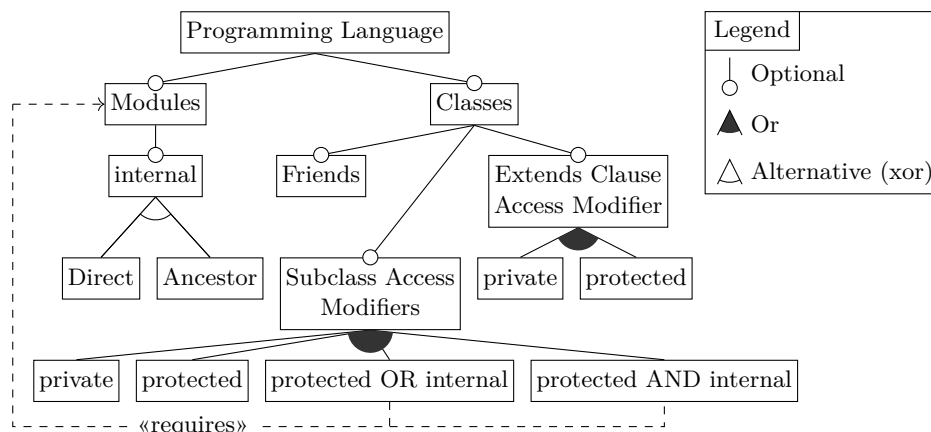 Programming Language
Legend
Optional
Modules
Classes
Or
internal
Friends
Extends Clause
Access Modifier
Alternative (xor)
Direct
Ancestor
Subclass Access
Modifiers
private
protected
private
protected
protected OR internal
protected AND internal
«requires»